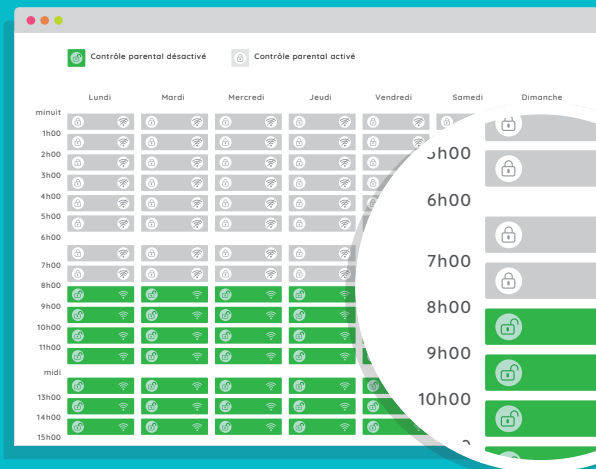 Contrôle parental désactivé
Contrôle parental activé
Lundi Mardi Mercredi Jeudi Vendredi Samedi Dimanche
minuit
1h00
2h00
3h00
4h00
5h00
6h00
7h00
8h00
9h00
10h00
11h00
midi
13h00
14h00
15h00
5h00
6h00
7h00
8h00
9h00
10h00